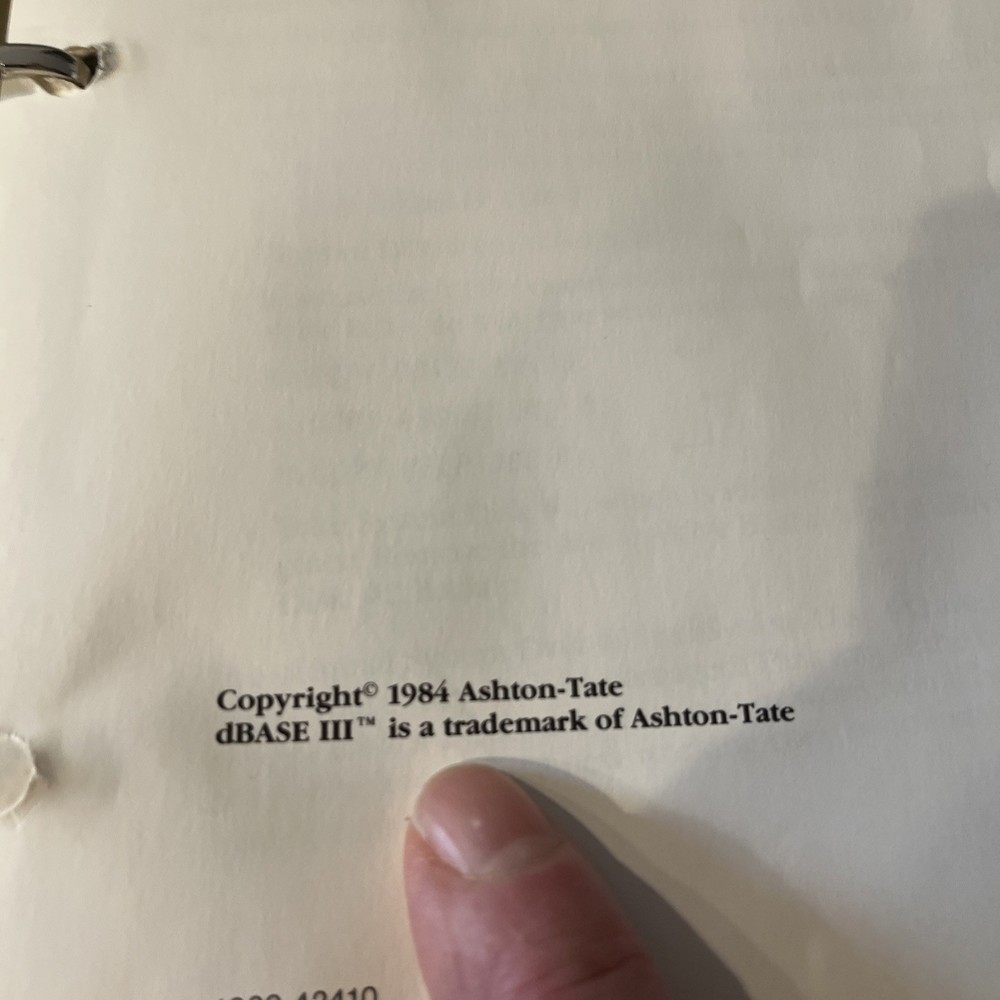 Copyright© 1984 Ashton-Tate
dBASE III™ is a trademark of Ashton-Tate